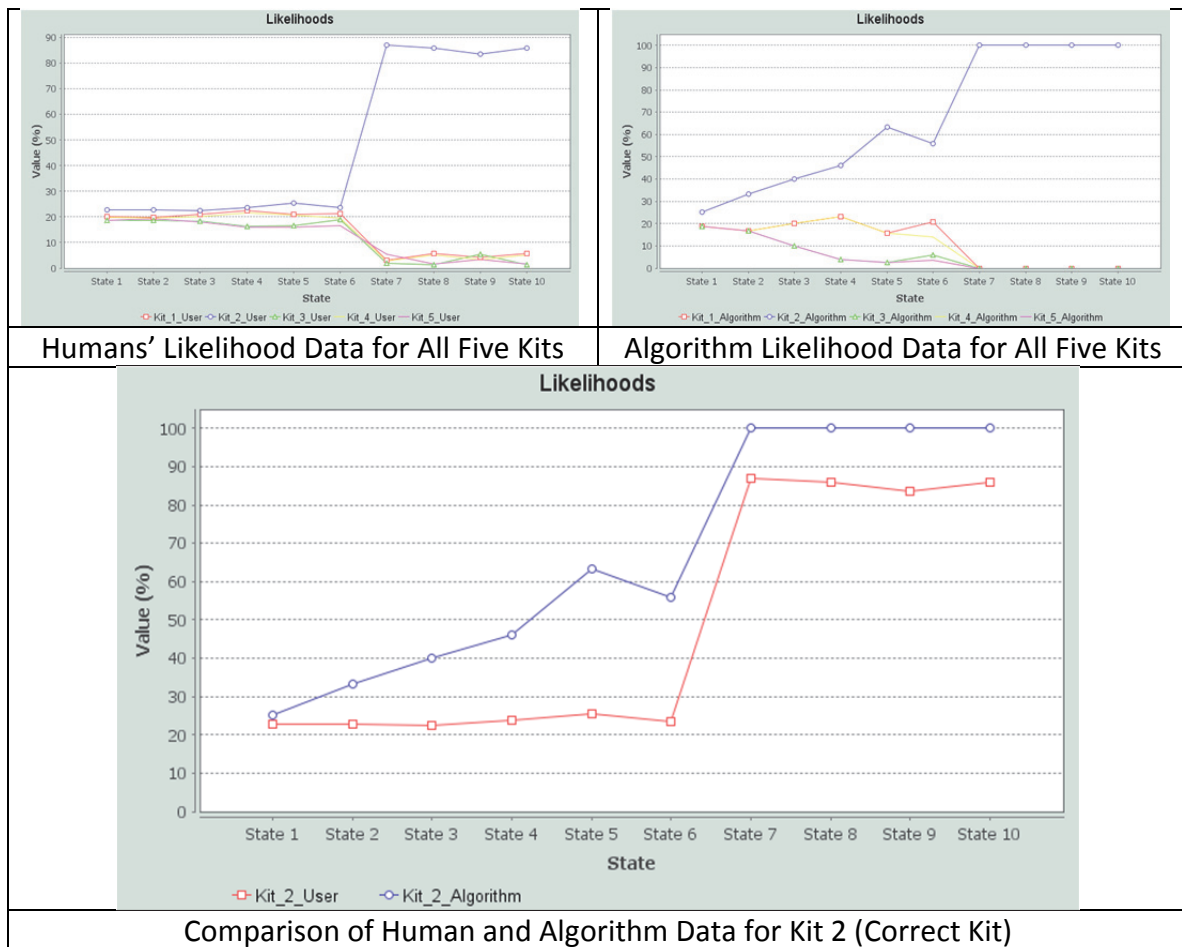 Likelihoods
90
80
70
60
50
40
30
20
10
0
Value (%)
State 1 State 2 State 3 State 4 State 5 State 6 State 7 State 8 State 9 State 10
State
Kit_1_User Kit_2_User Kit_3_User Kit_4_User Kit_5_User
Humans' Likelihood Data for All Five Kits
Likelihoods
100
90
80
70
60
50
40
30
20
10
0
Value (%)
State 1 State 2 State 3 State 4 State 5 State 6 State 7 State 8 State 9 State 10
State
Kit_1_Algorithm Kit_2_Algorithm Kit_3_Algorithm Kit_4_Algorithm Kit_5_Algorithm
Algorithm Likelihood Data for All Five Kits
Likelihoods
100
90
80
70
60
50
40
30
20
10
0
Value (%)
State 1 State 2 State 3 State 4 State 5 State 6 State 7 State 8 State 9 State 10
State
Kit_2_User Kit_2_Algorithm
Comparison of Human and Algorithm Data for Kit 2 (Correct Kit)